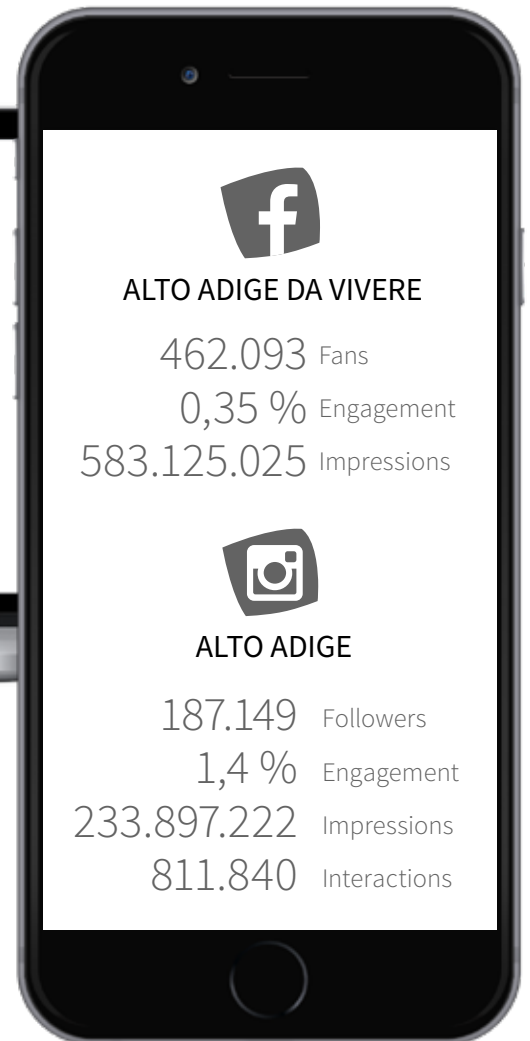 ALTO ADIGE DA VIVERE
462.093 Fans
0,35 % Engagement
583.125.025 Impressions
ALTO ADIGE
187.149 Followers
1,4 % Engagement
233.897.222 Impressions
811.840 Interactions